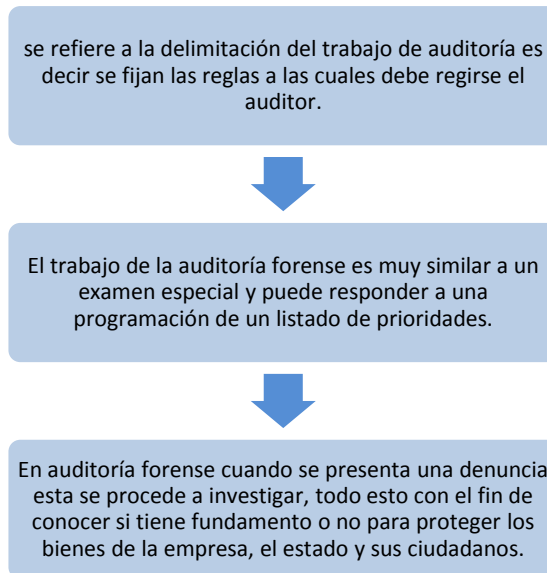 se refiere a la delimitación del trabajo de auditoría es
decir se fijan las reglas a las cuales debe regirse el
auditor.
El trabajo de la auditoría forense es muy similar a un
examen especial y puede responder a una
programación de un listado de prioridades.
En auditoría forense cuando se presenta una denuncia
esta se procede a investigar, todo esto con el fin de
conocer si tiene fundamento o no para proteger los
bienes de la empresa, el estado y sus ciudadanos.